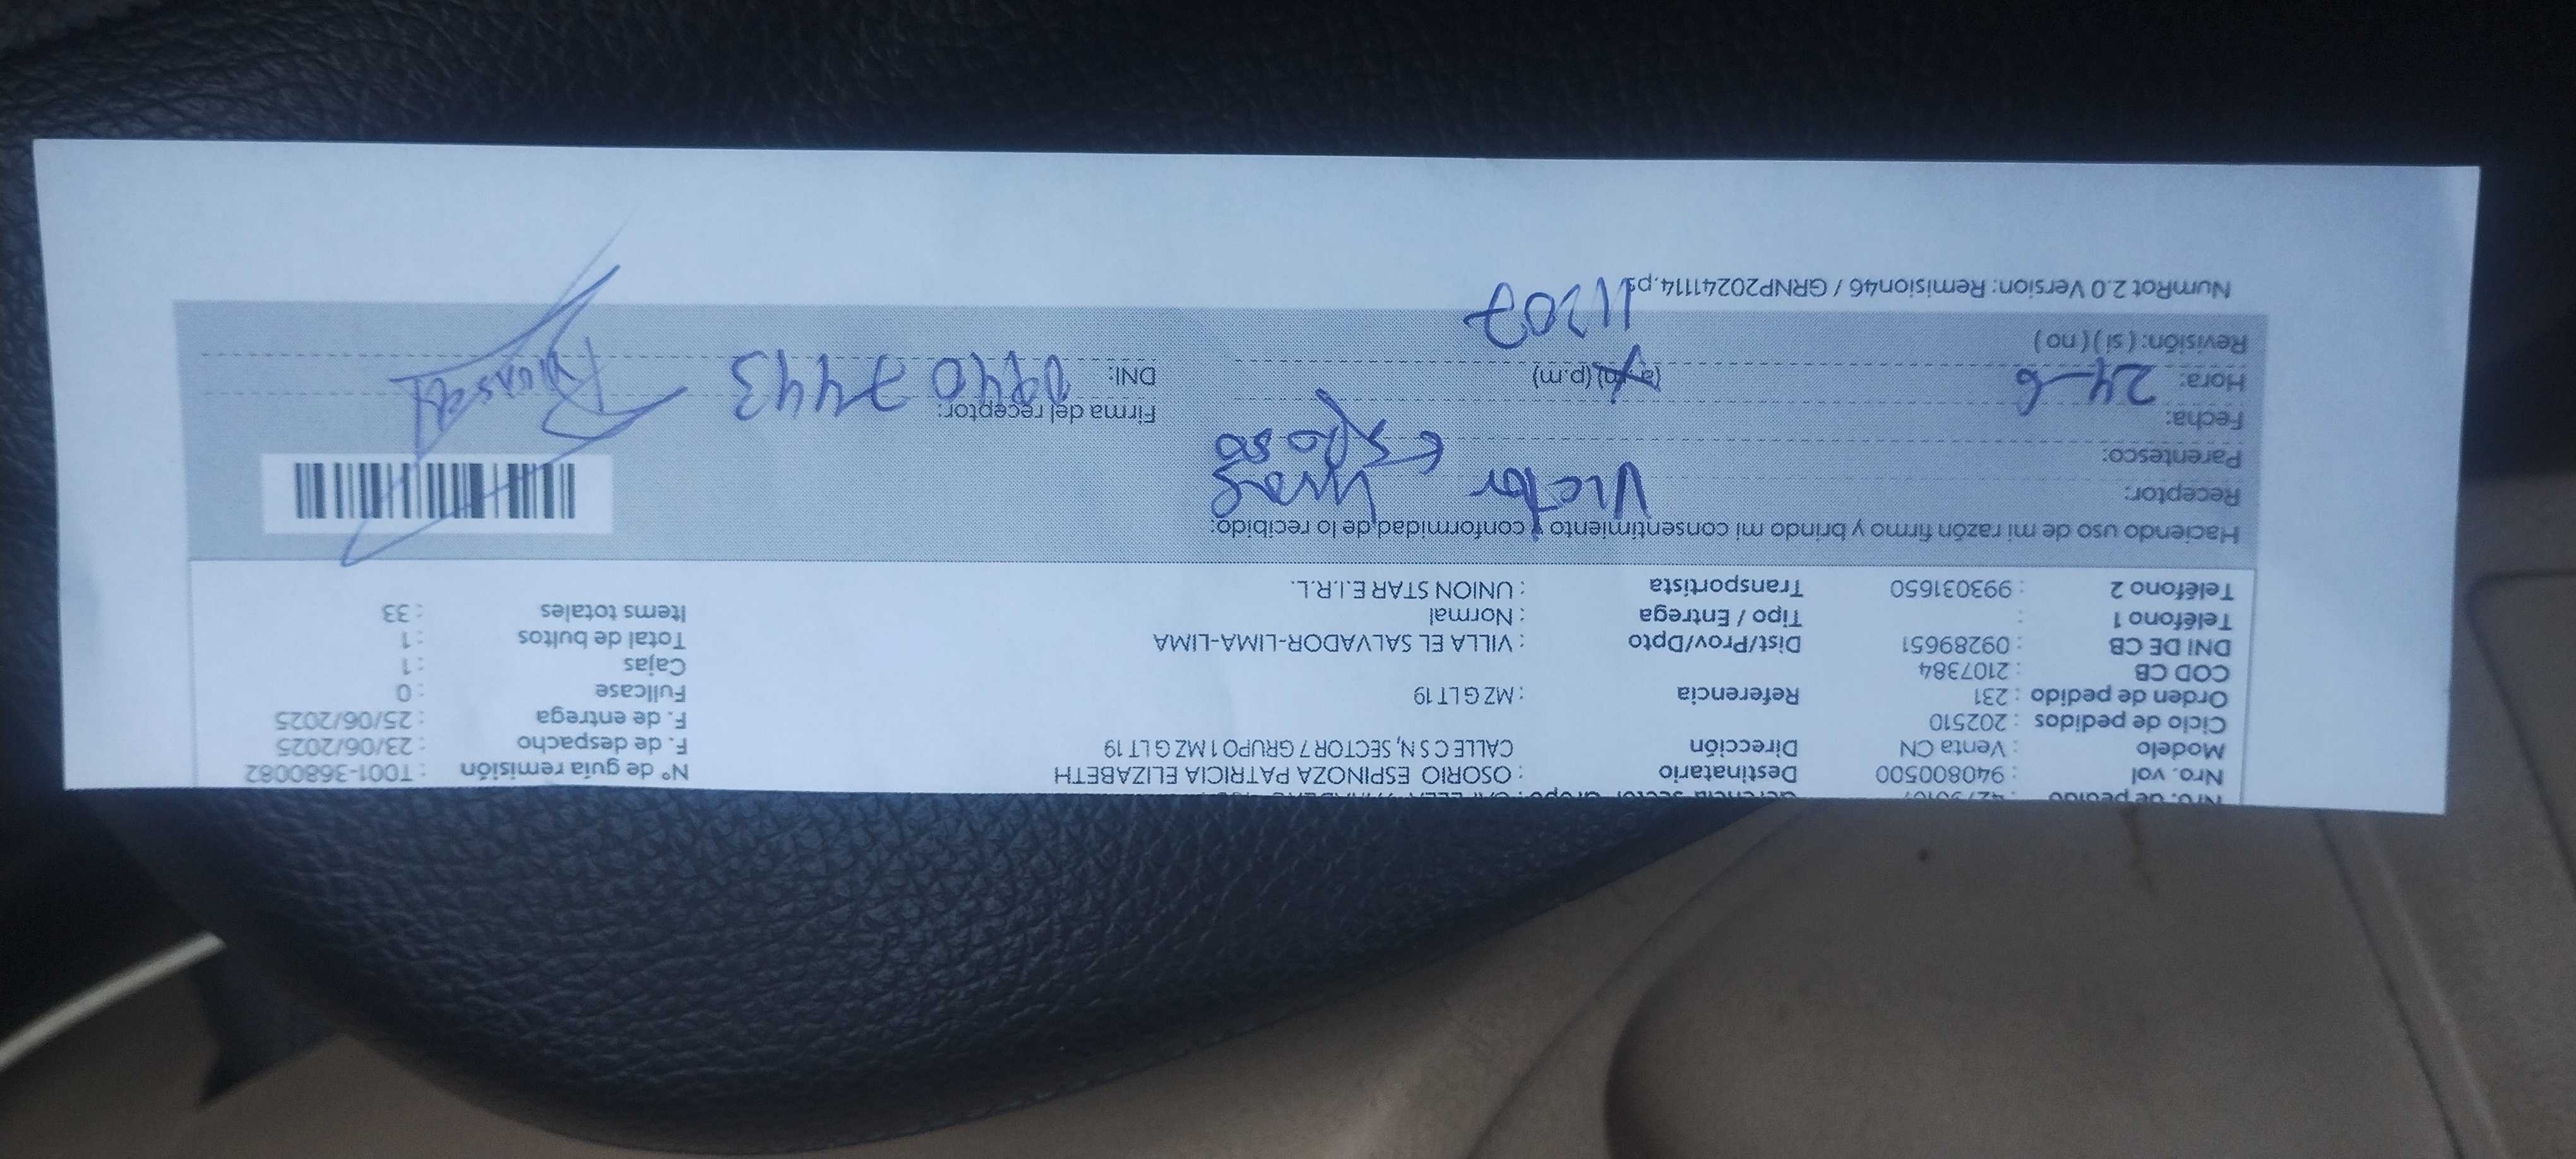 Nro. de pedido
Nro. vol : 940800500 Destinatario : OSORIO ESPINOZA PATRICIA ELIZABETH Nº de guía remisión : T001-3680082
Modelo : Venta CN Dirección CALLE C S N, SECTOR 7 GRUPO 1 MZ G LT 19 F. de despacho : 23/06/2025
Ciclo de pedidos : 202510 F. de entrega : 25/06/2025
Orden de pedido : 231 Referencia : MZ G LT 19 Fullcase : 0
COD CB : 2107384 Cajas : 1
DNI DE CB : 09289651 Dist/Prov/Dpto : VILLA EL SALVADOR-LIMA-LIMA Total de bultos : 1
Teléfono 1 : Tipo / Entrega : Normal Items totales : 33
Teléfono 2 : 993031650 Transportista : UNION STAR E.I.R.L.
Haciendo uso de mi razón firmo y brindo mi consentimiento y conformidad de lo recibido:
Receptor: Victor
Parentesco: Esposo
Fecha: 24-6 Firma del receptor:
Hora: (a.m) (p.m) DNI: 09407443
Revisión: ( si ) ( no ) 11207
NumRot 2.0 Version: Remision46 / GRNP20241114.ps